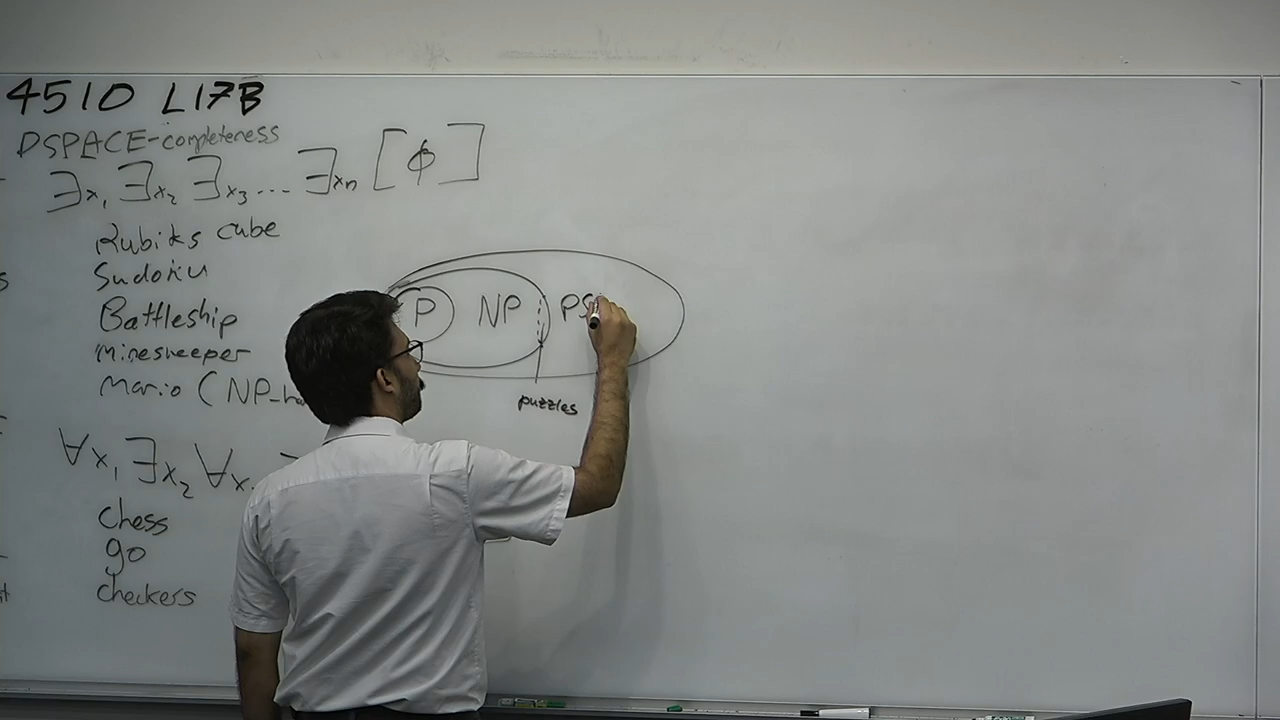 4510 L17B
PSPACE-completeness
∃x₁ ∃x₂ ∃x₃ ... ∃xₙ [ϕ]
Rubiks cube
Sudoku
Battleship
Minesweeper
Mario (NP-ha
∀x₁ ∃x₂ ∀x
Chess
go
Checkers
P NP PS
puzzles